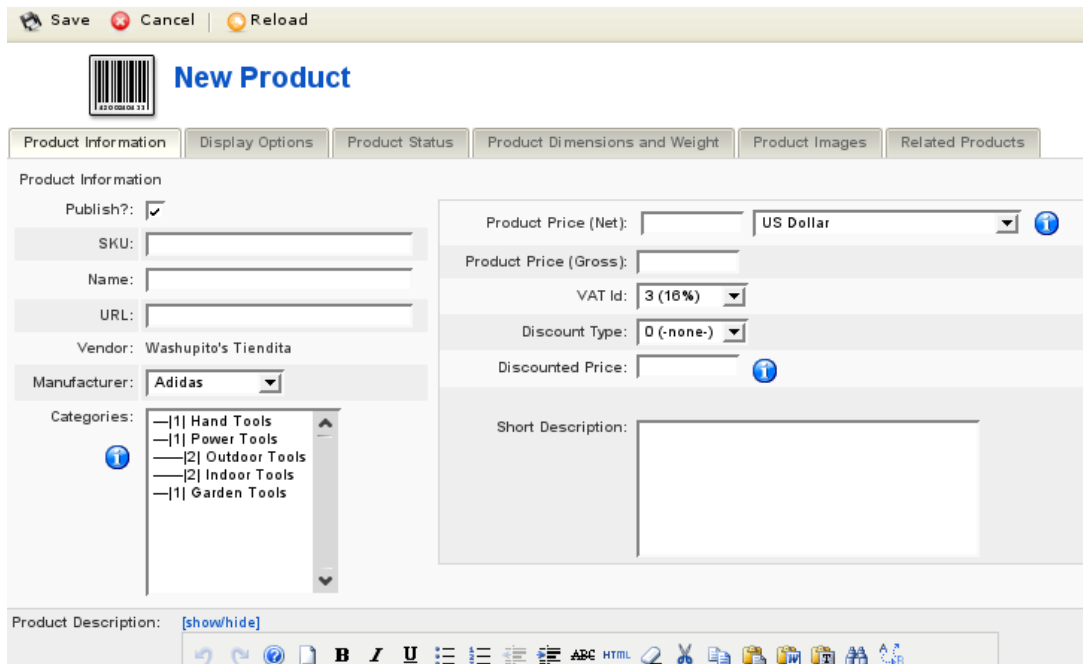 Save Cancel Reload
New Product
Product Information Display Options Product Status Product Dimensions and Weight Product Images Related Products
Product Information
Publish?:
SKU:
Name:
URL:
Vendor: Washupito's Tiendita
Manufacturer: Adidas
Categories:
—|1| Hand Tools
—|1| Power Tools
——|2| Outdoor Tools
——|2| Indoor Tools
—|1| Garden Tools
Product Price (Net): US Dollar
Product Price (Gross):
VAT Id: 3 (16%)
Discount Type: 0 (-none-)
Discounted Price:
Short Description:
Product Description: [show/hide]
B I U ABC HTML